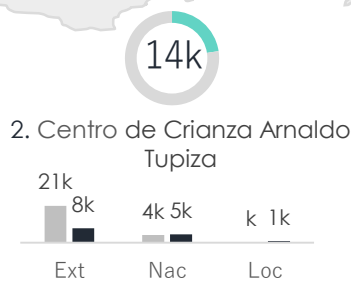 14k
2. Centro de Crianza Arnaldo
Tupiza
21k 8k 4k 5k k 1k
Ext Nac Loc